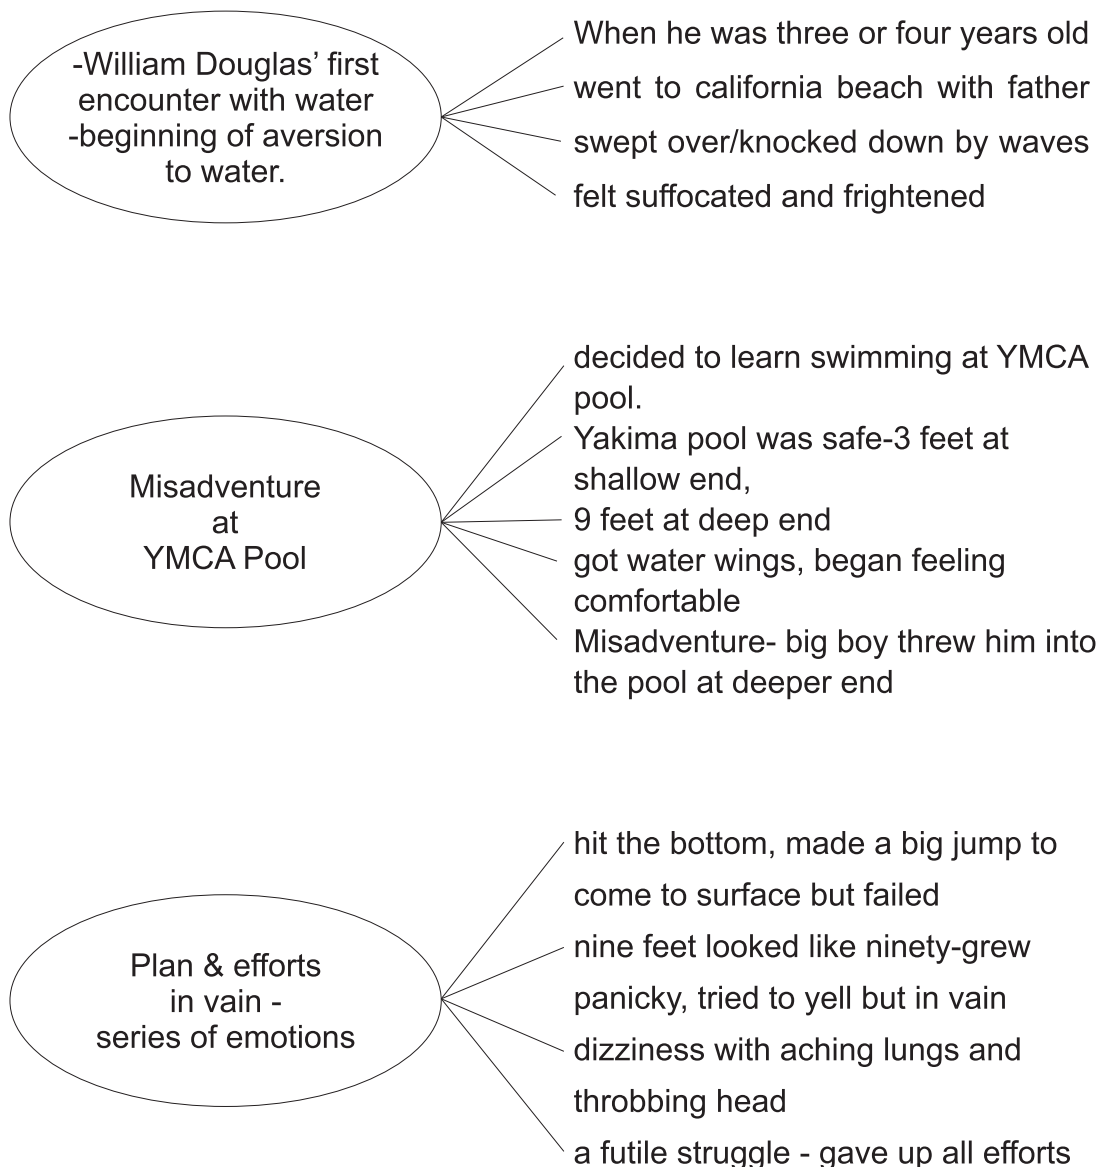 -William Douglas’ first
encounter with water
-beginning of aversion
to water.
When he was three or four years old
went to california beach with father
swept over/knocked down by waves
felt suffocated and frightened
Misadventure
at
YMCA Pool
decided to learn swimming at YMCA
pool.
Yakima pool was safe-3 feet at
shallow end,
9 feet at deep end
got water wings, began feeling
comfortable
Misadventure- big boy threw him into
the pool at deeper end
Plan & efforts
in vain -
series of emotions
hit the bottom, made a big jump to
come to surface but failed
nine feet looked like ninety-grew
panicky, tried to yell but in vain
dizziness with aching lungs and
throbbing head
a futile struggle - gave up all efforts